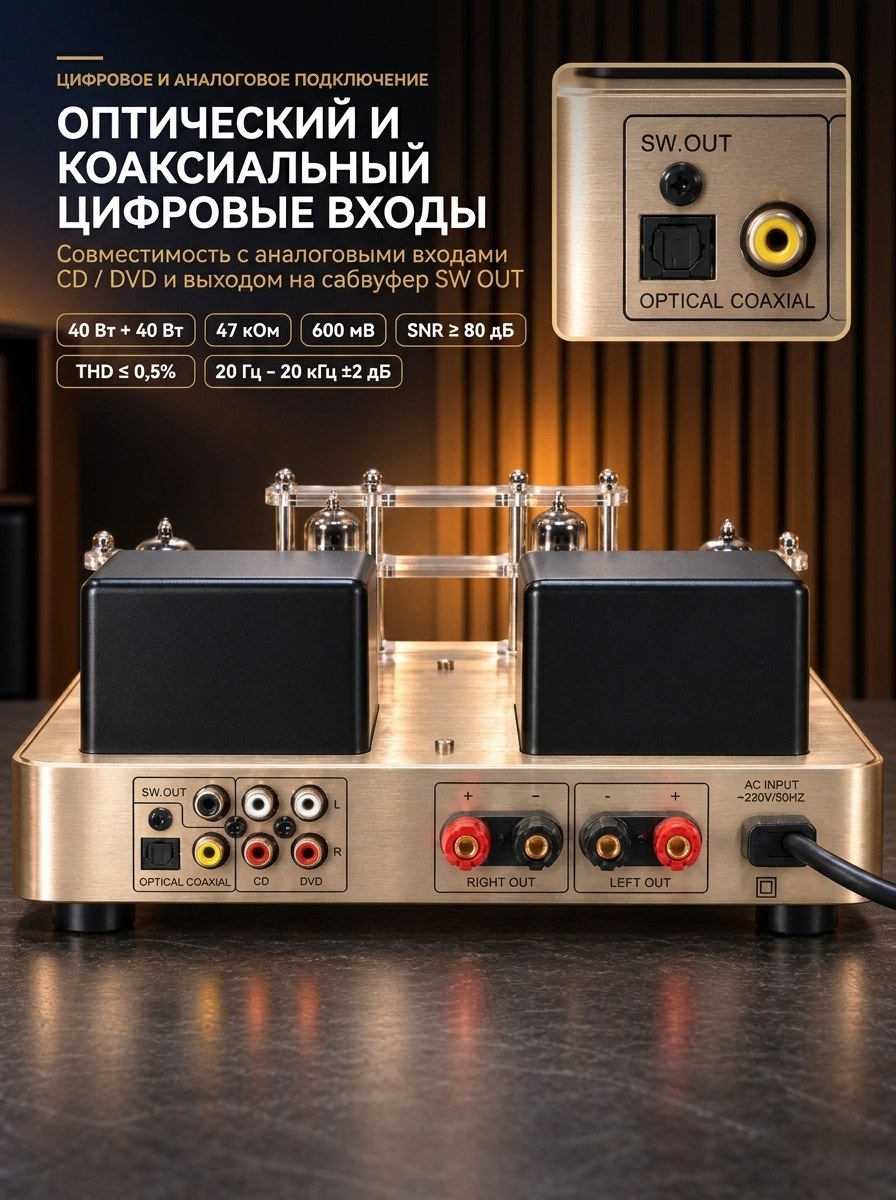 ЦИФРОВОЕ И АНАЛОГОВОЕ ПОДКЛЮЧЕНИЕ
ОПТИЧЕСКИЙ И
КОАКСИАЛЬНЫЙ
ЦИФРОВЫЕ ВХОДЫ
Совместимость с аналоговыми входами
CD / DVD и выходом на сабвуфер SW OUT
40 Вт + 40 Вт
47 кОм
600 мВ
SNR ≥ 80 дБ
THD ≤ 0,5%
20 Гц – 20 кГц ±2 дБ
SW.OUT
OPTICAL COAXIAL
SW.OUT
L
R
OPTICAL COAXIAL
CD
DVD
+ -
RIGHT OUT
- +
LEFT OUT
AC INPUT
~220V/50HZ